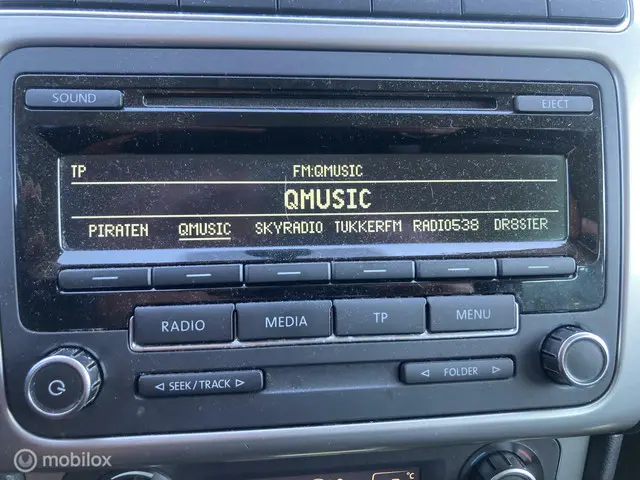 SOUND
EJECT
TP
FM:QMUSIC
QMUSIC
PIRATEN QMUSIC SKYRADIO TUKKERFM RADIO538 DR8STER
RADIO MEDIA TP MENU
◁ SEEK / TRACK ▷
◁ FOLDER ▷
mobilox
°C